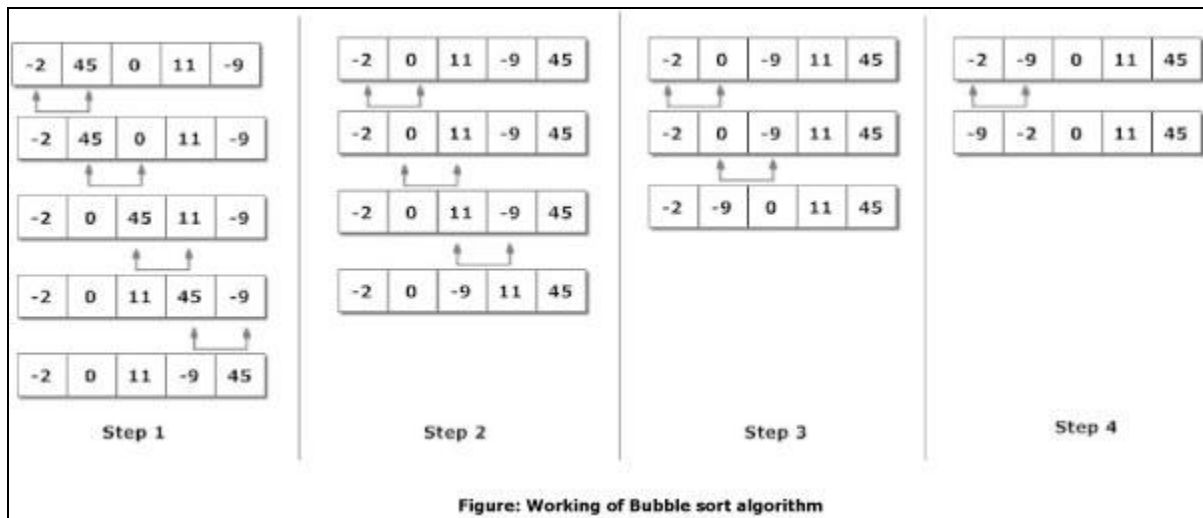 -2 45 0 11 -9
-2 45 0 11 -9
-2 0 45 11 -9
-2 0 11 45 -9
-2 0 11 -9 45
Step 1
-2 0 11 -9 45
-2 0 11 -9 45
-2 0 11 -9 45
-2 0 -9 11 45
Step 2
-2 0 -9 11 45
-2 0 -9 11 45
-2 -9 0 11 45
Step 3
-2 -9 0 11 45
-9 -2 0 11 45
Step 4
Figure: Working of Bubble sort algorithm